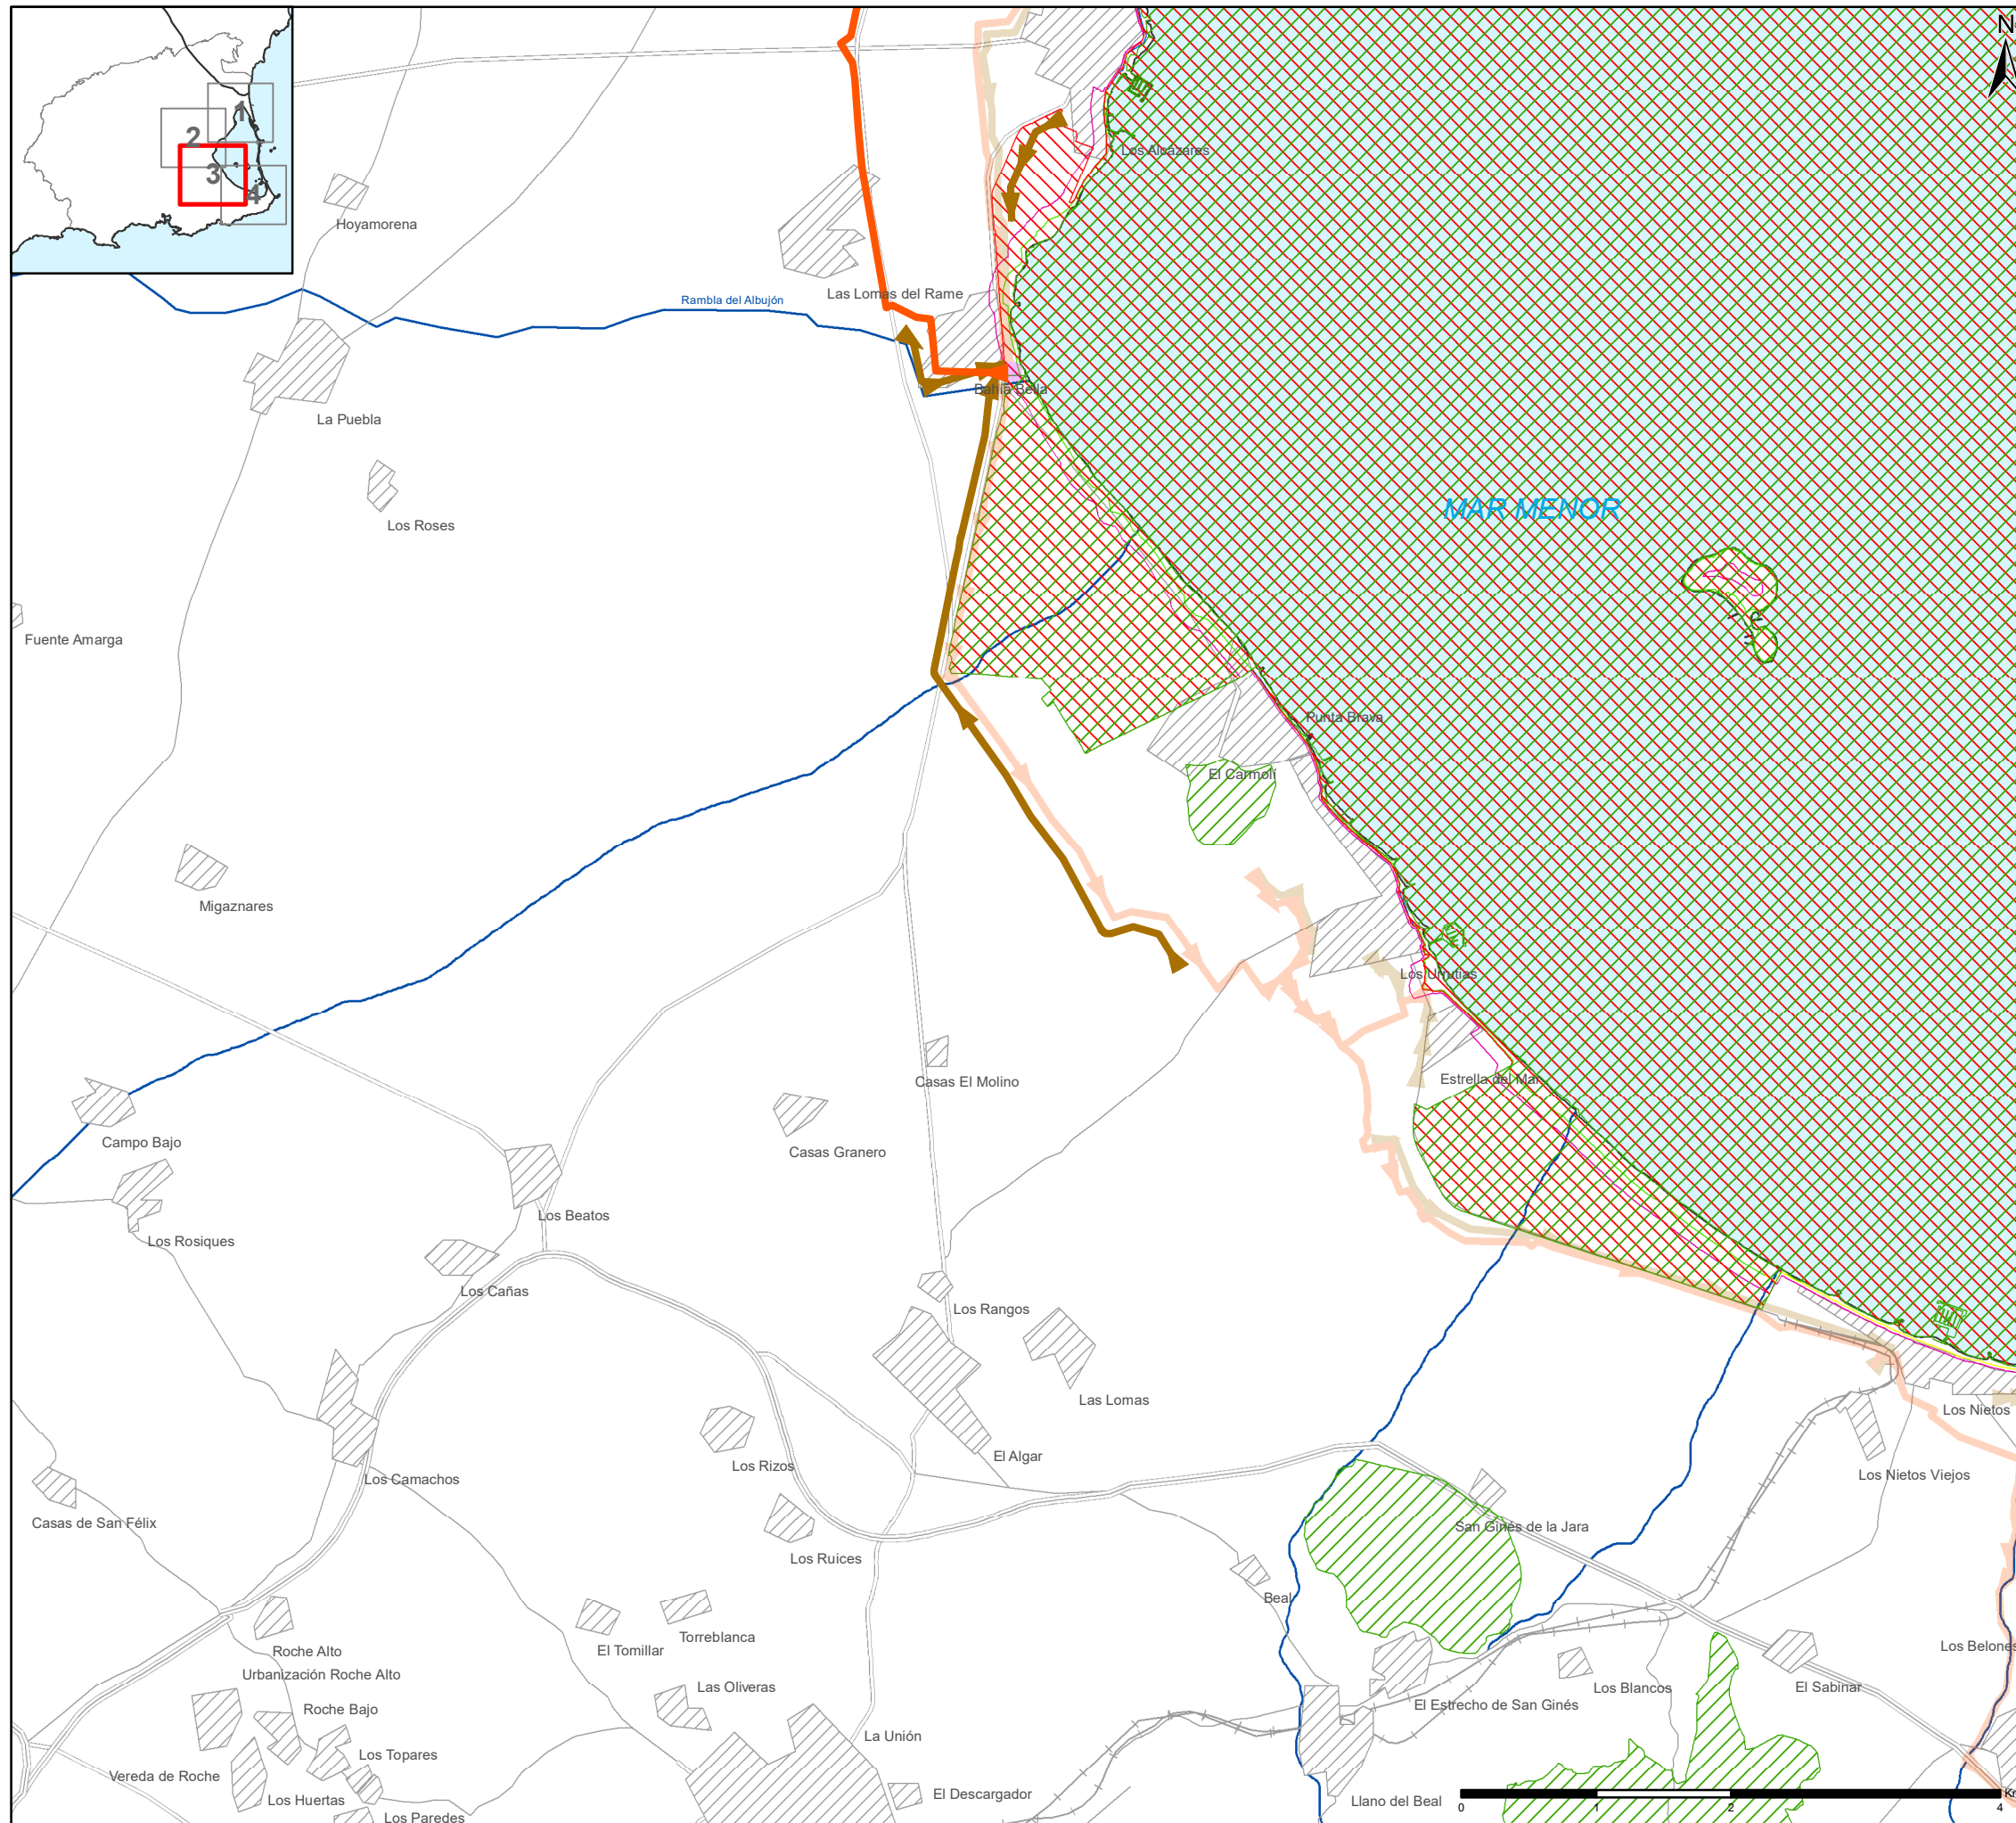 N
1
2
3
4
Los Alcázares
Hoyamorena
Las Lomas del Rame
Rambla del Albujón
Bahía Bella
La Puebla
MAR MENOR
Los Roses
Fuente Amarga
Punta Brava
El Carmolí
Migaznares
Los Urrutias
Casas El Molino
Estrella del Mar
Campo Bajo
Casas Granero
Los Beatos
Los Rosiques
Los Cañas
Los Rangos
Las Lomas
Los Nietos
El Algar
Los Rizos
Los Nietos Viejos
Los Camachos
Casas de San Félix
San Ginés de la Jara
Los Ruices
Beal
Torreblanca
El Tomillar
Roche Alto
Los Belones
Urbanización Roche Alto
Las Oliveras
Los Blancos
El Sabinar
El Estrecho de San Ginés
Roche Bajo
La Unión
Los Topares
Vereda de Roche
El Descargador
Los Huertas
Llano del Beal
Los Paredes
0 1 2 4